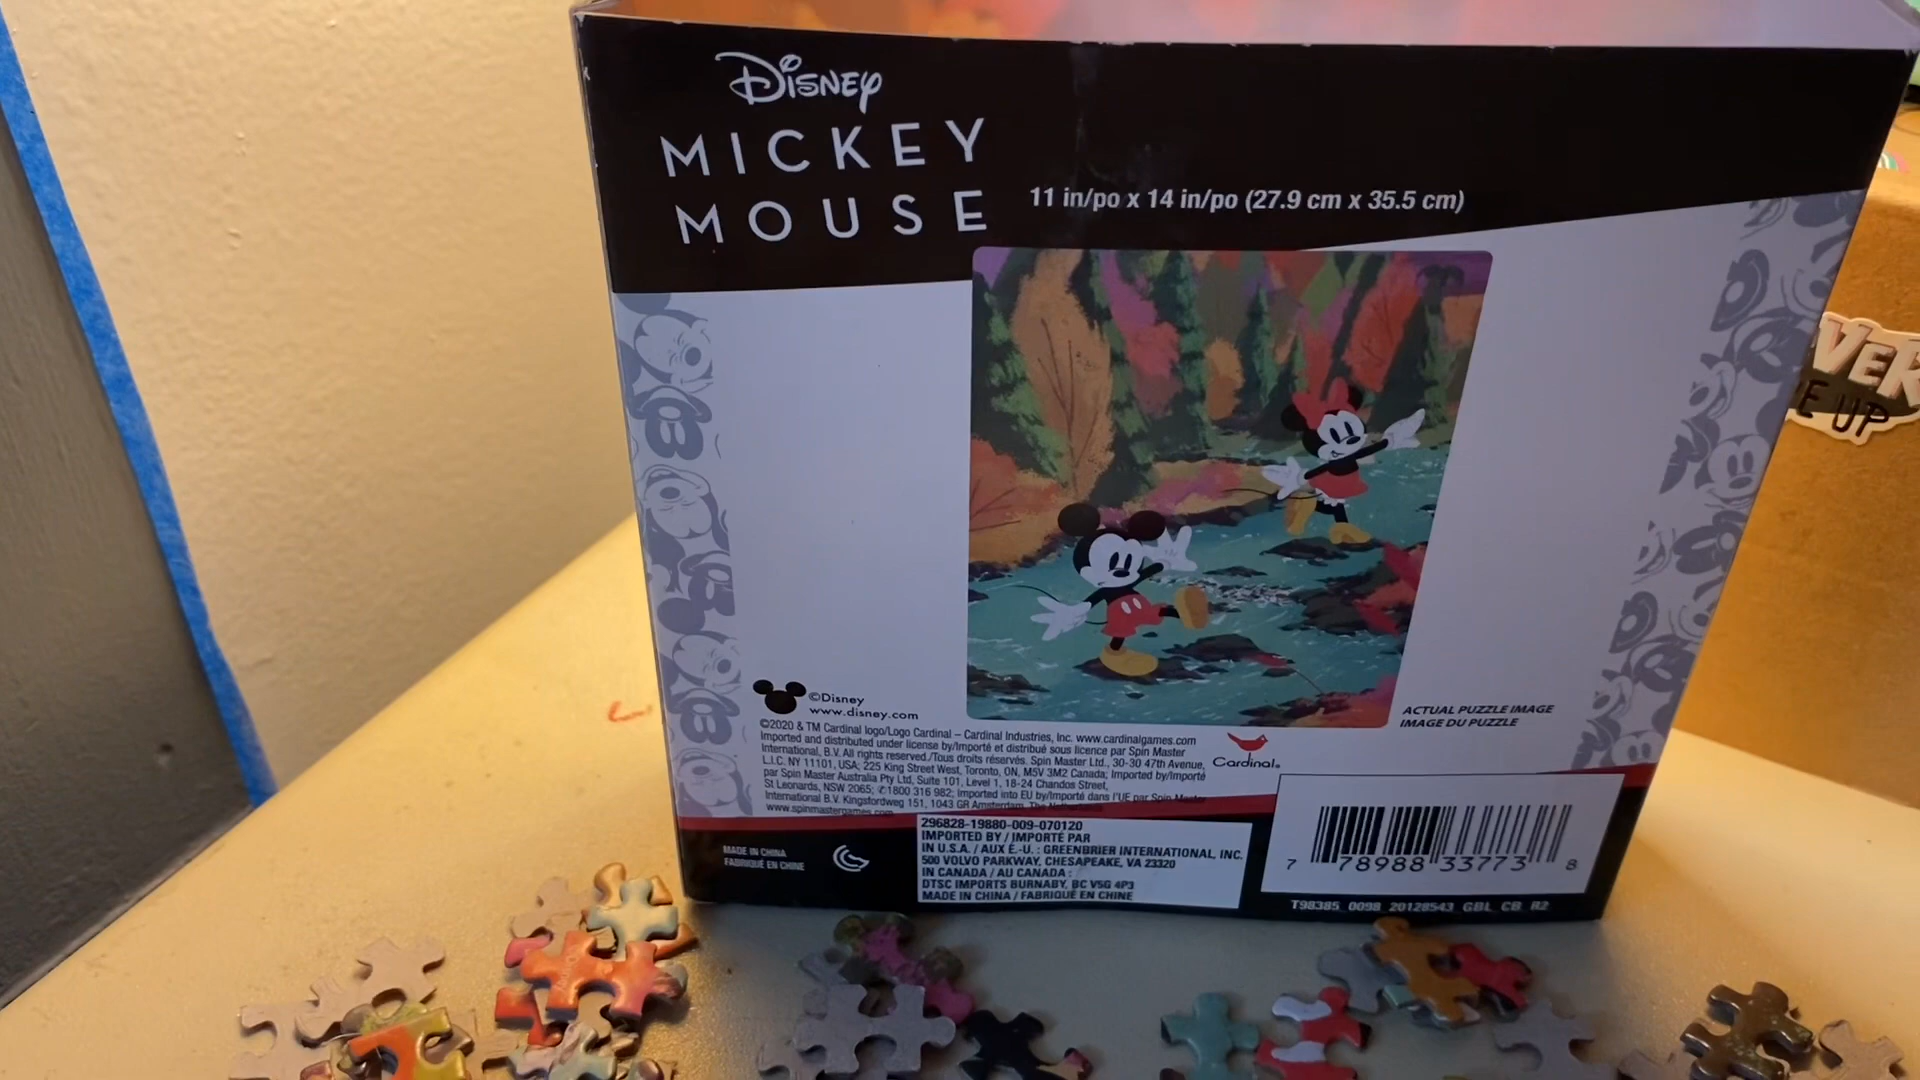 Disney
MICKEY
MOUSE
11 in/po x 14 in/po (27.9 cm x 35.5 cm)
VER
E UP
ACTUAL PUZZLE IMAGE
IMAGE DU PUZZLE
©Disney
www.disney.com
©2020 & TM Cardinal logo/Logo Cardinal – Cardinal Industries, Inc. www.cardinalgames.com
Imported and distributed under license by/Importé et distribué sous licence par Spin Master
International, B.V. All rights reserved./Tous droits réservés. Spin Master Ltd., 30-30 47th Avenue,
L.I.C. NY 11101, USA; 225 King Street West, Toronto, ON, M5V 3M2 Canada; Imported by/Importé
par Spin Master Australia Pty Ltd, Suite 101, Level 1, 18-24 Chandos Street,
St Leonards, NSW 2065; ✆1800 316 982; Imported into EU by/Importé dans l'UE par Spin Master
International B.V. Kingsfordweg 151, 1043 GR Amsterdam, The Netherlands
www.spinmastergames.com
Cardinal®
MADE IN CHINA
FABRIQUÉ EN CHINE
296828-19880-009-070120
IMPORTED BY / IMPORTÉ PAR
IN U.S.A. / AUX É.-U. : GREENBRIER INTERNATIONAL, INC.
500 VOLVO PARKWAY, CHESAPEAKE, VA 23320
IN CANADA / AU CANADA :
DTSC IMPORTS BURNABY, BC V5G 4P3
MADE IN CHINA / FABRIQUÉ EN CHINE
7 78988 33773 8
T98385_0098_20128543_GBL_CB_R2